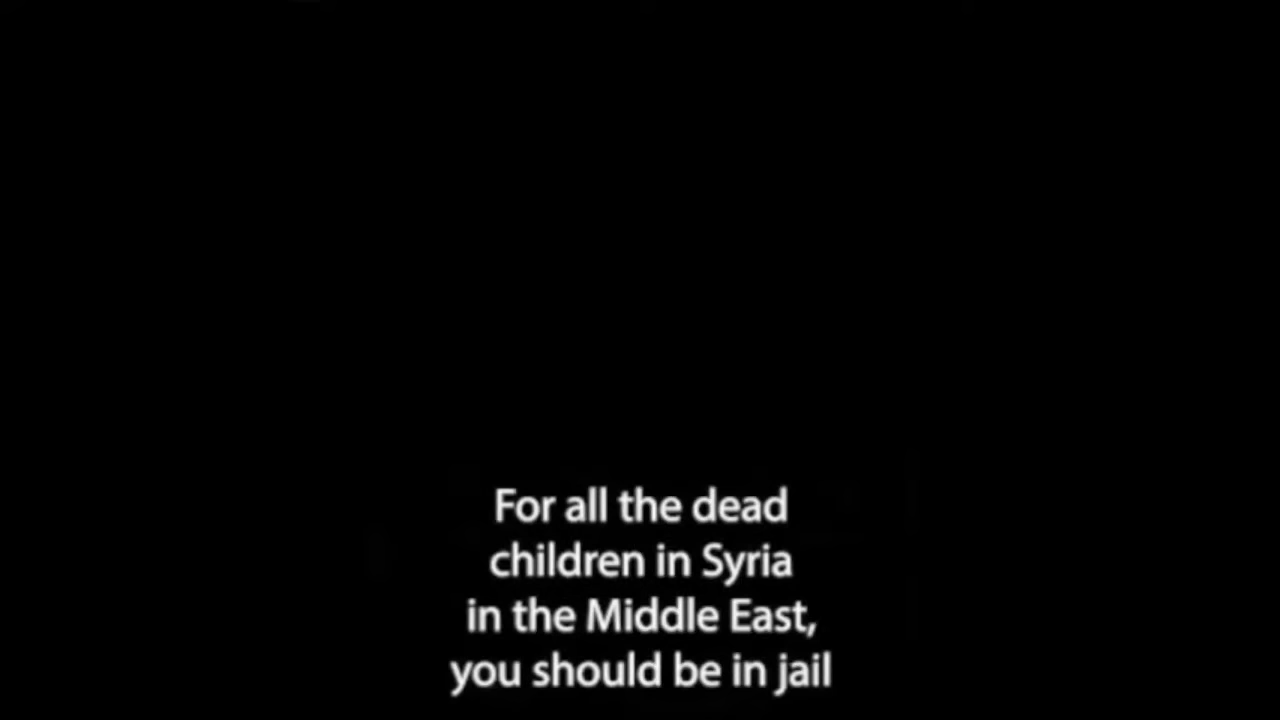 For all the dead
children in Syria
in the Middle East,
you should be in jail